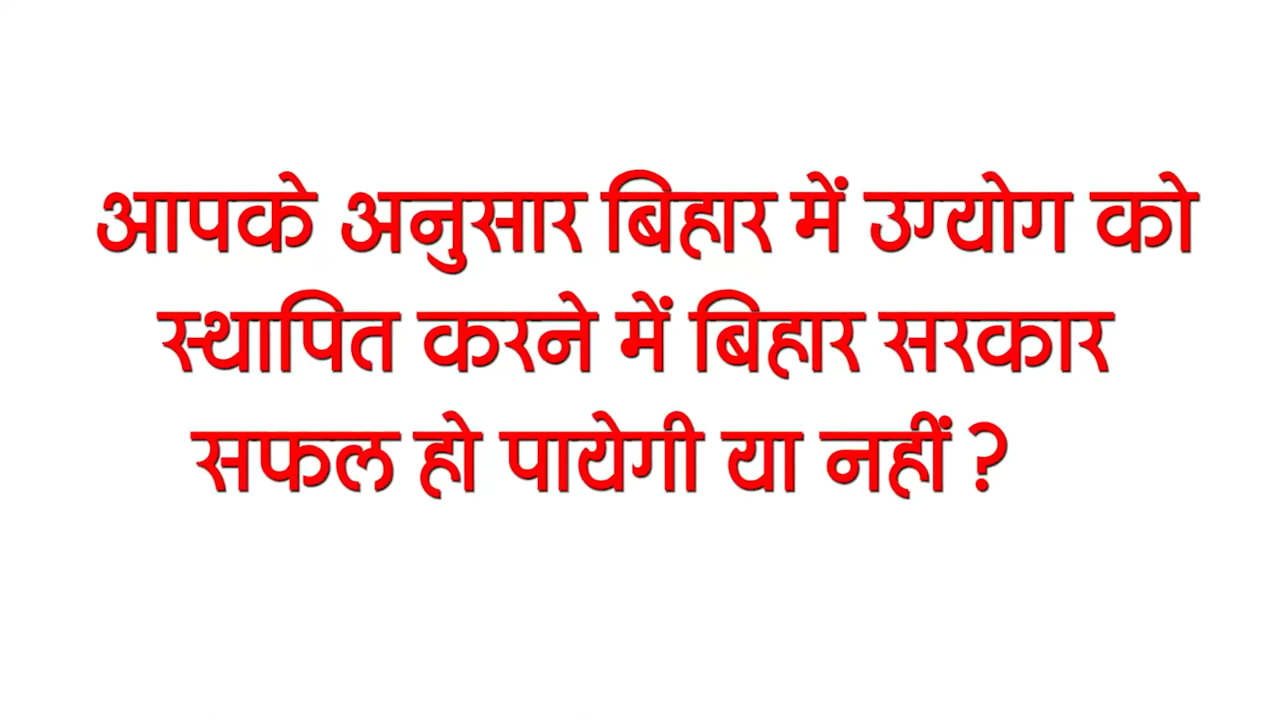 आपके अनुसार बिहार में उग्योग को
स्थापित करने में बिहार सरकार
सफल हो पायेगी या नहीं ?